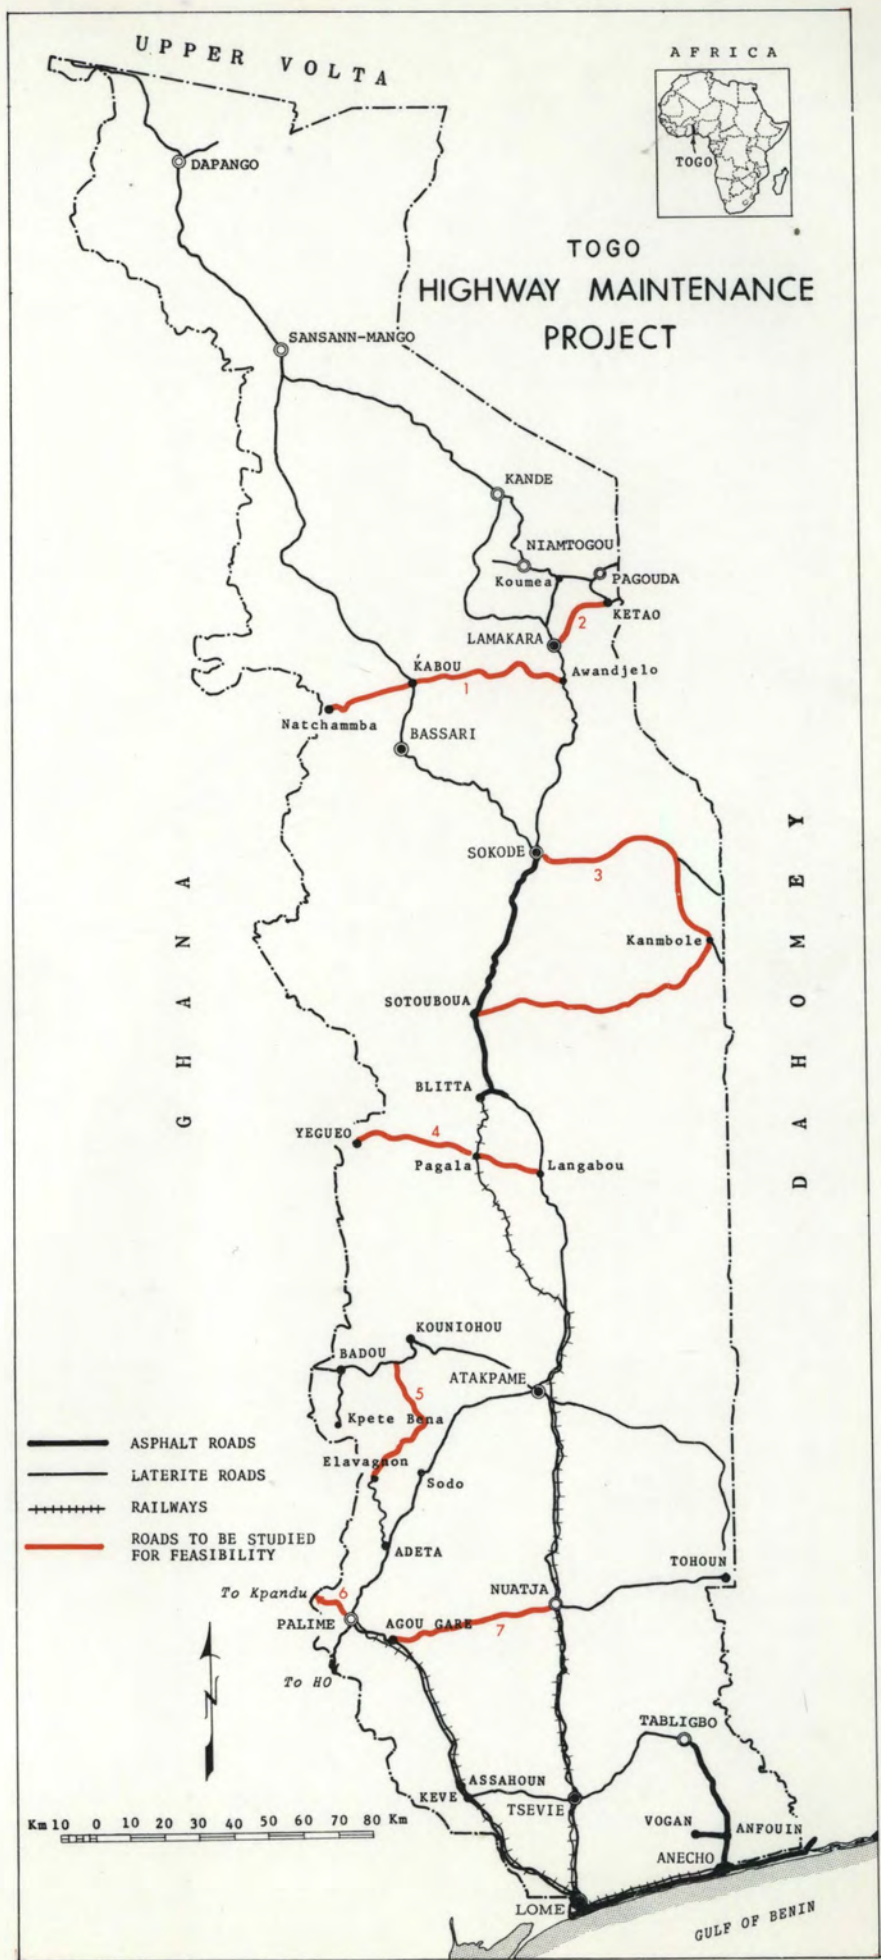 UPPER VOLTA
AFRICA
TOGO
DAPANGO
TOGO
HIGHWAY MAINTENANCE
PROJECT
SANSANN-MANGO
KANDE
NIAMTOGOU
Koumea
PAGOUDA
KETAO
2
LAMAKARA
KABOU
1
Awandjelo
Natchammba
BASSARI
SOKODE
3
Kanmbole
GHANA
DAHOMEY
SOTOUBOUA
BLITTA
YEGUEO
4
Pagala
Langabou
KOUNIOHOU
BADOU
ATAKPAME
5
Kpete Bena
Elavagnon
Sodo
ASPHALT ROADS
LATERITE ROADS
RAILWAYS
ROADS TO BE STUDIED
FOR FEASIBILITY
ADETA
TOHOUN
To Kpandu
6
NUATJA
PALIME
AGOU GARE
7
To HO
N
TABLIGBO
ASSAHOUN
KEVE
TSEVIE
Km 10 0 10 20 30 40 50 60 70 80 Km
VOGAN
ANFOUIN
ANECHO
LOME
GULF OF BENIN